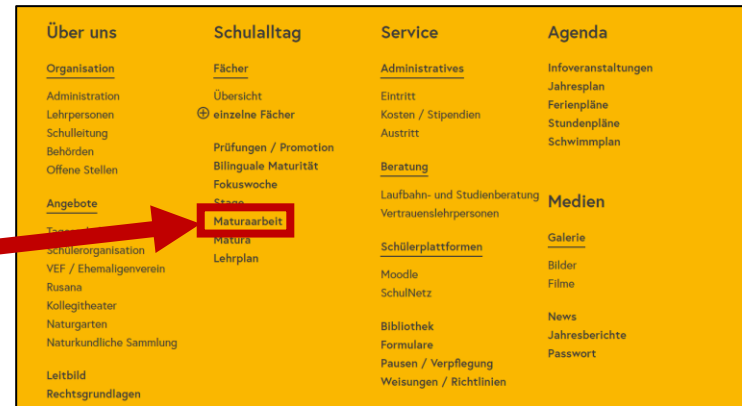 Über uns
Organisation
Administration
Lehrpersonen
Schulleitung
Behörden
Offene Stellen
Angebote
Schülerorganisation
VEF / Ehemaligenverein
Rusana
Kollegitheater
Naturgarten
Naturkundliche Sammlung
Leitbild
Rechtsgrundlagen
Schulalltag
Fächer
Übersicht
einzelne Fächer
Prüfungen / Promotion
Bilinguale Maturität
Fokuswoche
Stage
Maturaarbeit
Matura
Lehrplan
Service
Administratives
Eintritt
Kosten / Stipendien
Austritt
Beratung
Laufbahn- und Studienberatung
Vertrauenslehrpersonen
Schülerplattformen
Moodle
SchulNetz
Bibliothek
Formulare
Pausen / Verpflegung
Weisungen / Richtlinien
Agenda
Infoveranstaltungen
Jahresplan
Ferienpläne
Stundenpläne
Schwimmplan
Medien
Galerie
Bilder
Filme
News
Jahresberichte
Passwort